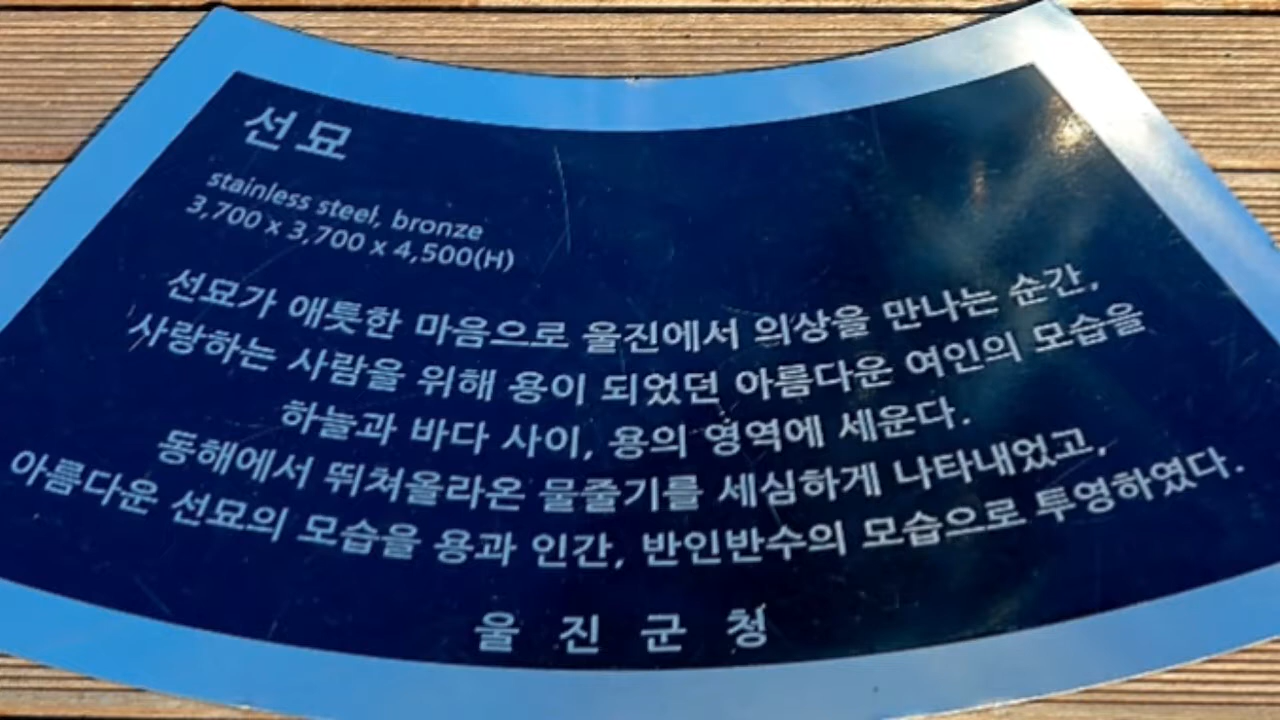 선묘
stainless steel, bronze
3,700 x 3,700 x 4,500(H)
선묘가 애틋한 마음으로 울진에서 의상을 만나는 순간,
사랑하는 사람을 위해 용이 되었던 아름다운 여인의 모습을
하늘과 바다 사이, 용의 영역에 세운다.
동해에서 뛰쳐올라온 물줄기를 세심하게 나타내었고,
아름다운 선묘의 모습을 용과 인간, 반인반수의 모습으로 투영하였다.
울 진 군 청